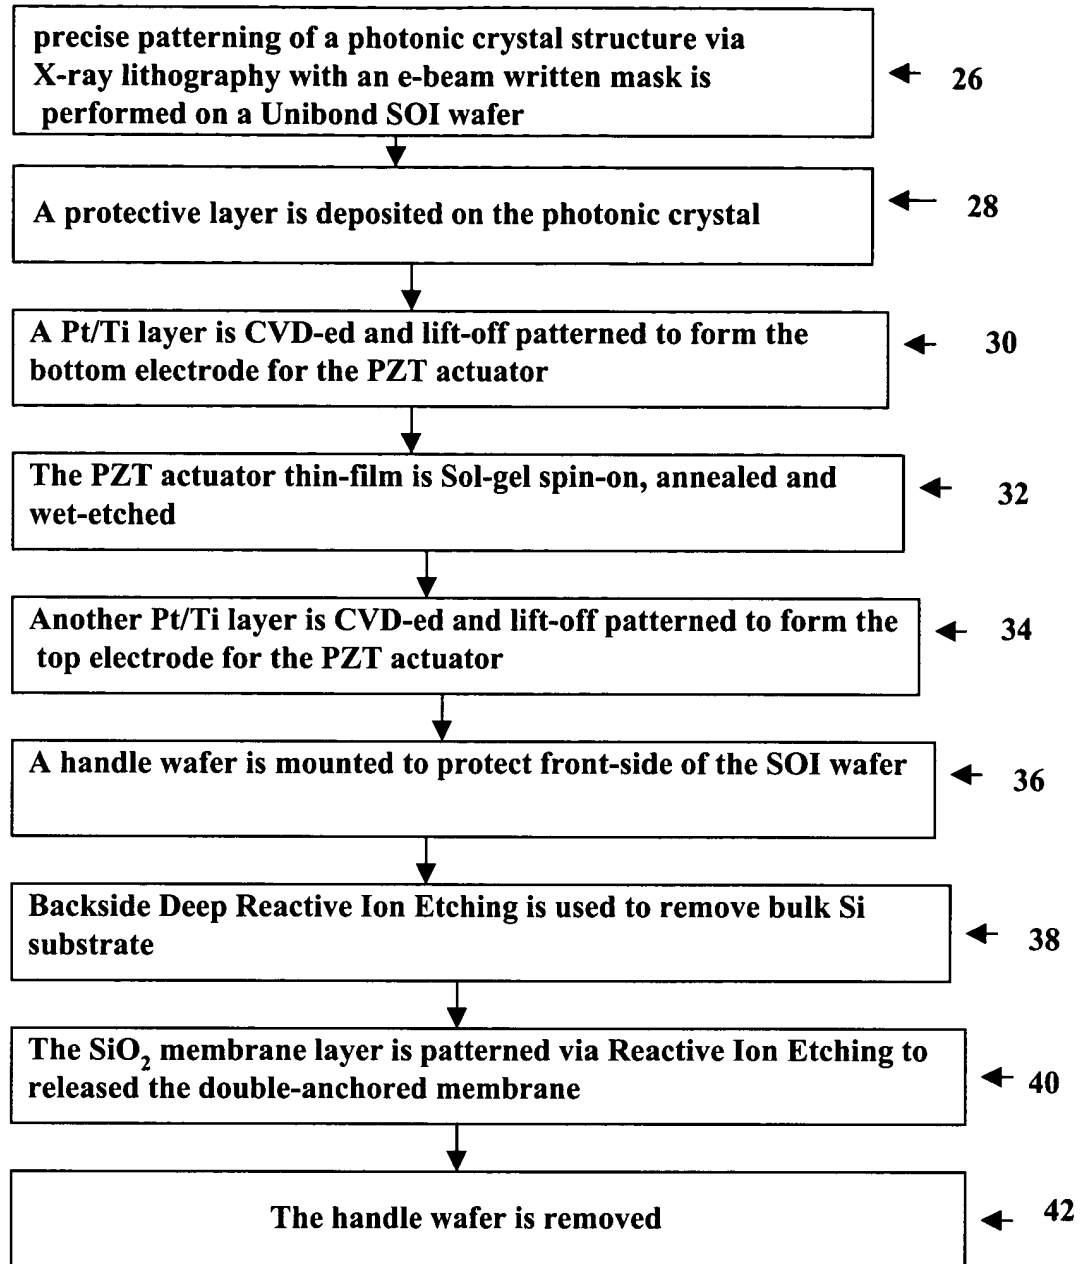 precise patterning of a photonic crystal structure via
X-ray lithography with an e-beam written mask is
performed on a Unibond SOI wafer
26
A protective layer is deposited on the photonic crystal
28
A Pt/Ti layer is CVD-ed and lift-off patterned to form the
bottom electrode for the PZT actuator
30
The PZT actuator thin-film is Sol-gel spin-on, annealed and
wet-etched
32
Another Pt/Ti layer is CVD-ed and lift-off patterned to form the
top electrode for the PZT actuator
34
A handle wafer is mounted to protect front-side of the SOI wafer
36
Backside Deep Reactive Ion Etching is used to remove bulk Si
substrate
38
The SiO₂ membrane layer is patterned via Reactive Ion Etching to
released the double-anchored membrane
40
The handle wafer is removed
42